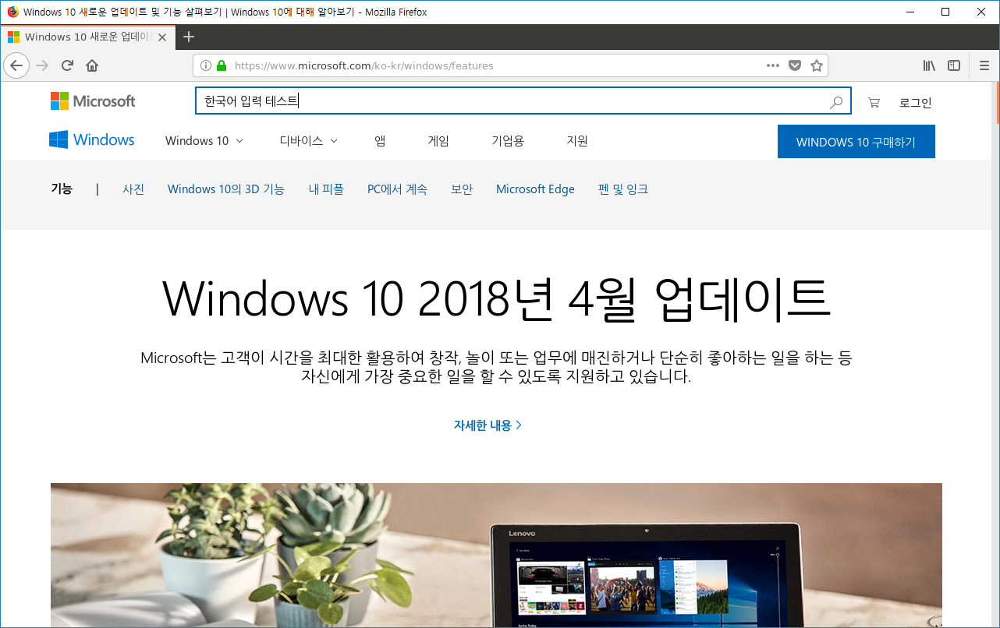 Windows 10 새로운 업데이트 및 기능 살펴보기 | Windows 10에 대해 알아보기 - Mozilla Firefox
Windows 10 새로운 업데이트
https://www.microsoft.com/ko-kr/windows/features
Microsoft
한국어 입력 테스트
로그인
Windows
Windows 10
디바이스
앱
게임
기업용
지원
WINDOWS 10 구매하기
기능 | 사진 Windows 10의 3D 기능 내 피플 PC에서 계속 보안 Microsoft Edge 펜 및 잉크
Windows 10 2018년 4월 업데이트
Microsoft는 고객이 시간을 최대한 활용하여 창작, 놀이 또는 업무에 매진하거나 단순히 좋아하는 일을 하는 등
자신에게 가장 중요한 일을 할 수 있도록 지원하고 있습니다.
자세한 내용
Lenovo
Earlier Today